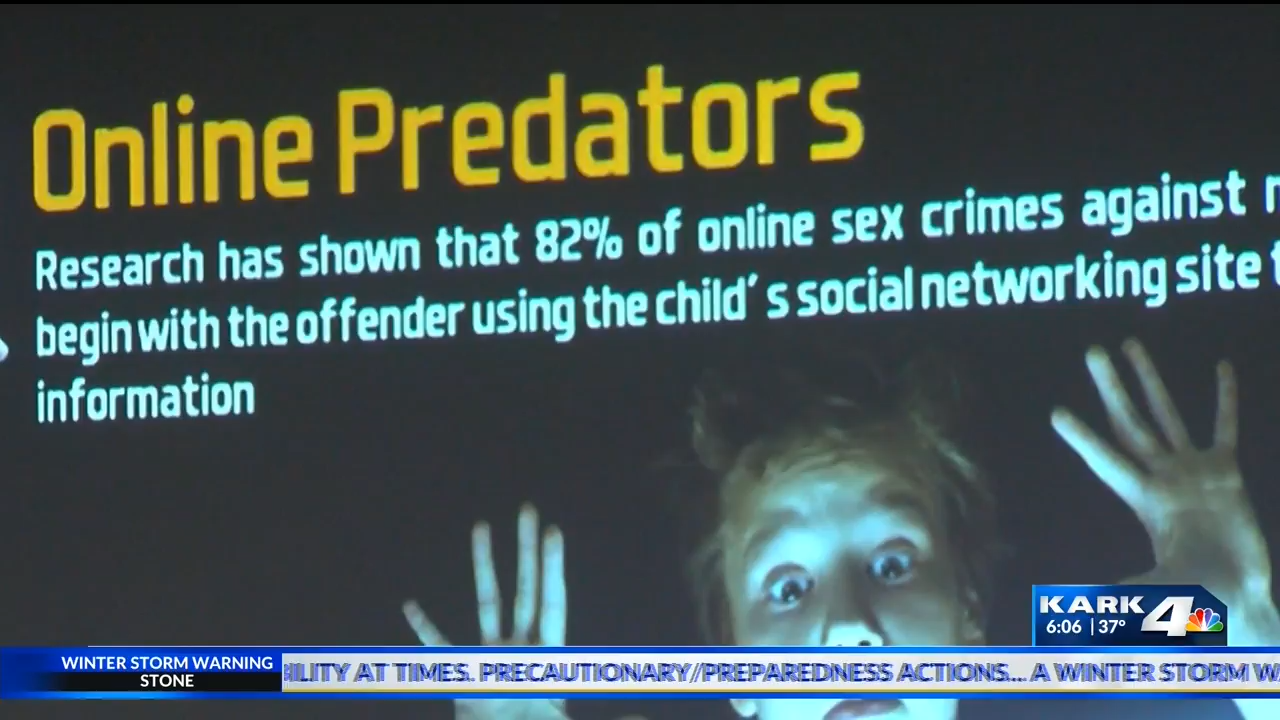 Online Predators
Research has shown that 82% of online sex crimes against
begin with the offender using the child's social networking site
information
KARK 4
6:06 | 37°
WINTER STORM WARNING
STONE
AT TIMES. PRECAUTIONARY/PREPAREDNESS ACTIONS... A WINTER STORM